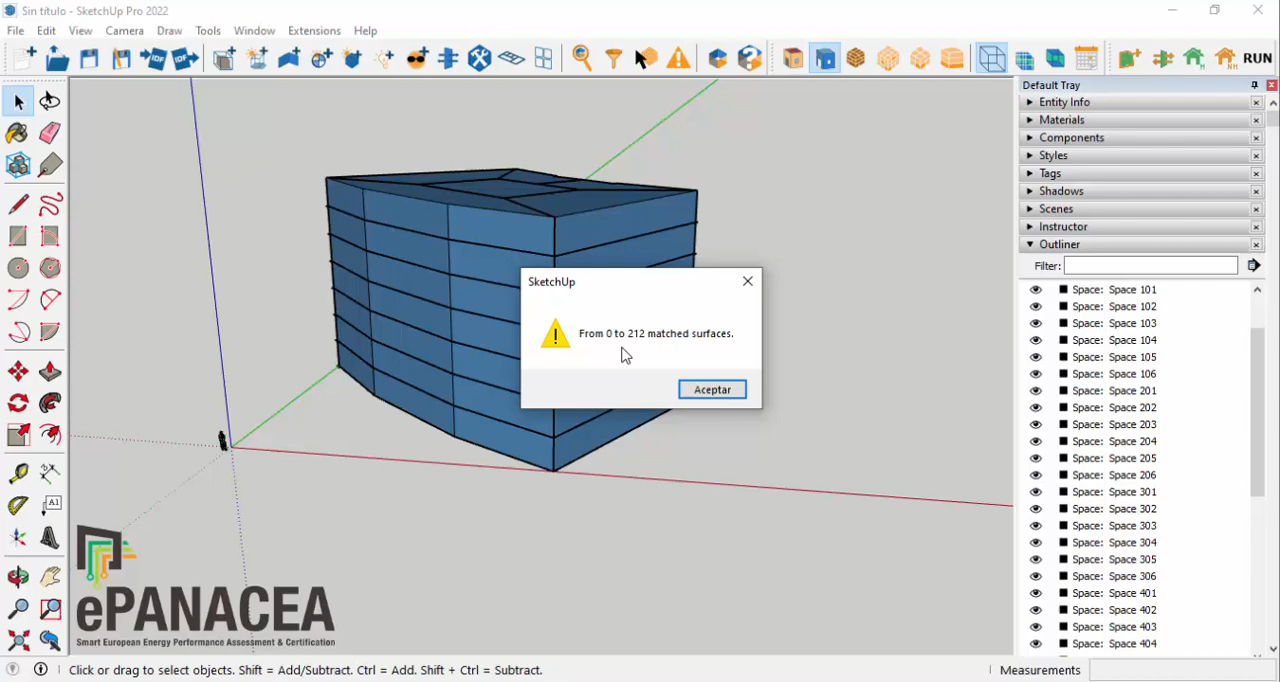 Sin título - SketchUp Pro 2022
File Edit View Camera Draw Tools Window Extensions Help
IDF IDF
RUN
Default Tray
Entity Info
Materials
Components
Styles
Tags
Shadows
Scenes
Instructor
Outliner
Filter:
Space: Space 101
Space: Space 102
Space: Space 103
Space: Space 104
Space: Space 105
Space: Space 106
Space: Space 201
Space: Space 202
Space: Space 203
Space: Space 204
Space: Space 205
Space: Space 206
Space: Space 301
Space: Space 302
Space: Space 303
Space: Space 304
Space: Space 305
Space: Space 306
Space: Space 401
Space: Space 402
Space: Space 403
Space: Space 404
SketchUp
From 0 to 212 matched surfaces.
Aceptar
A1
ePANACEA
Smart European Energy Performance Assessment & Certification
Click or drag to select objects. Shift = Add/Subtract. Ctrl = Add. Shift + Ctrl = Subtract.
Measurements